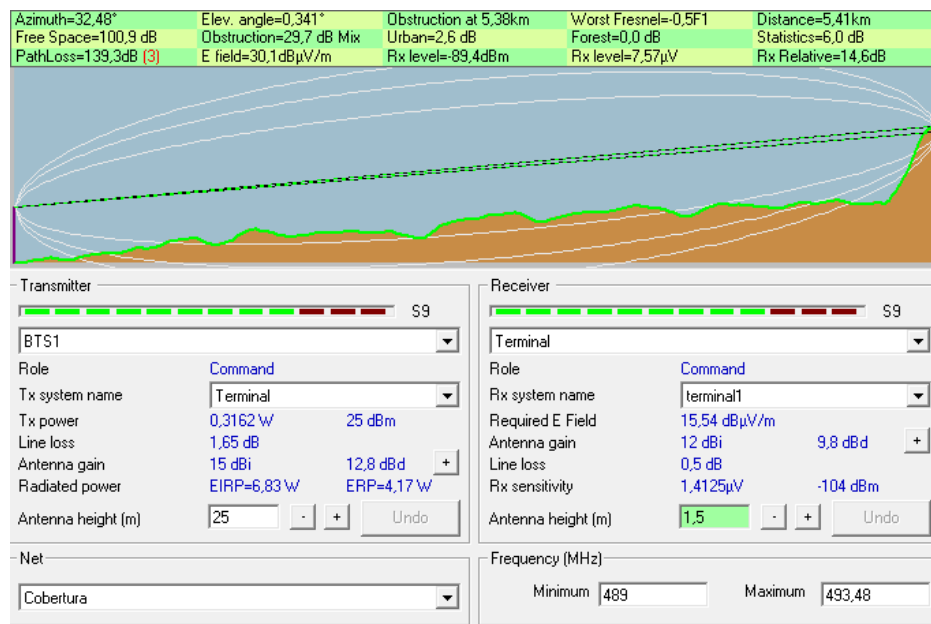 Azimuth=32,48° Elev. angle=0,341° Obstruction at 5,38km Worst Fresnel=-0,5F1 Distance=5,41km
Free Space=100,9 dB Obstruction=29,7 dB Mix Urban=2,6 dB Forest=0,0 dB Statistics=6,0 dB
PathLoss=139,3dB (3) E field=30,1dBµV/m Rx level=-89,4dBm Rx level=7,57µV Rx Relative=14,6dB
Transmitter
S9
BTS1
Role Command
Tx system name Terminal
Tx power 0,3162 W 25 dBm
Line loss 1,65 dB
Antenna gain 15 dBi 12,8 dBd +
Radiated power EIRP=6,83 W ERP=4,17 W
Antenna height (m) 25 - + Undo
Receiver
S9
Terminal
Role Command
Rx system name terminal1
Required E Field 15,54 dBµV/m
Antenna gain 12 dBi 9,8 dBd +
Line loss 0,5 dB
Rx sensitivity 1,4125µV -104 dBm
Antenna height (m) 1,5 - + Undo
Net
Cobertura
Frequency (MHz)
Minimum 489 Maximum 493,48